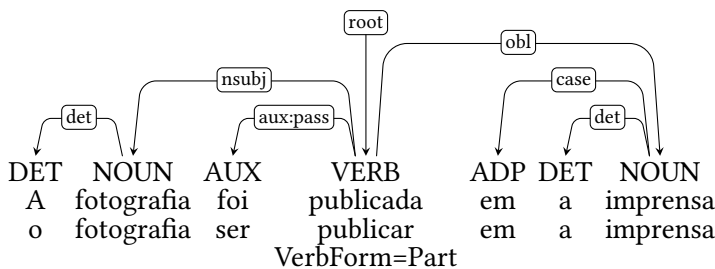 root
obl
nsubj
case
det
aux:pass
det
DET NOUN AUX VERB ADP DET NOUN
A fotografia foi publicada em a imprensa
o fotografia ser publicar em a imprensa
VerbForm=Part